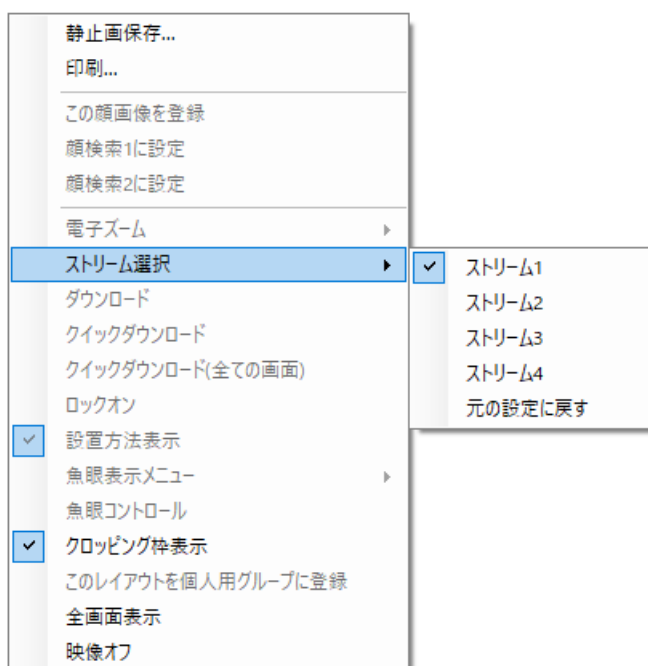 静止画保存...
印刷...
この顔画像を登録
顔検索1に設定
顔検索2に設定
電子ズーム
ストリーム選択
ダウンロード
クイックダウンロード
クイックダウンロード(全ての画面)
ロックオン
設置方法表示
魚眼表示メニュー
魚眼コントロール
クロッピング枠表示
このレイアウトを個人用グループに登録
全画面表示
映像オフ
ストリーム1
ストリーム2
ストリーム3
ストリーム4
元の設定に戻す